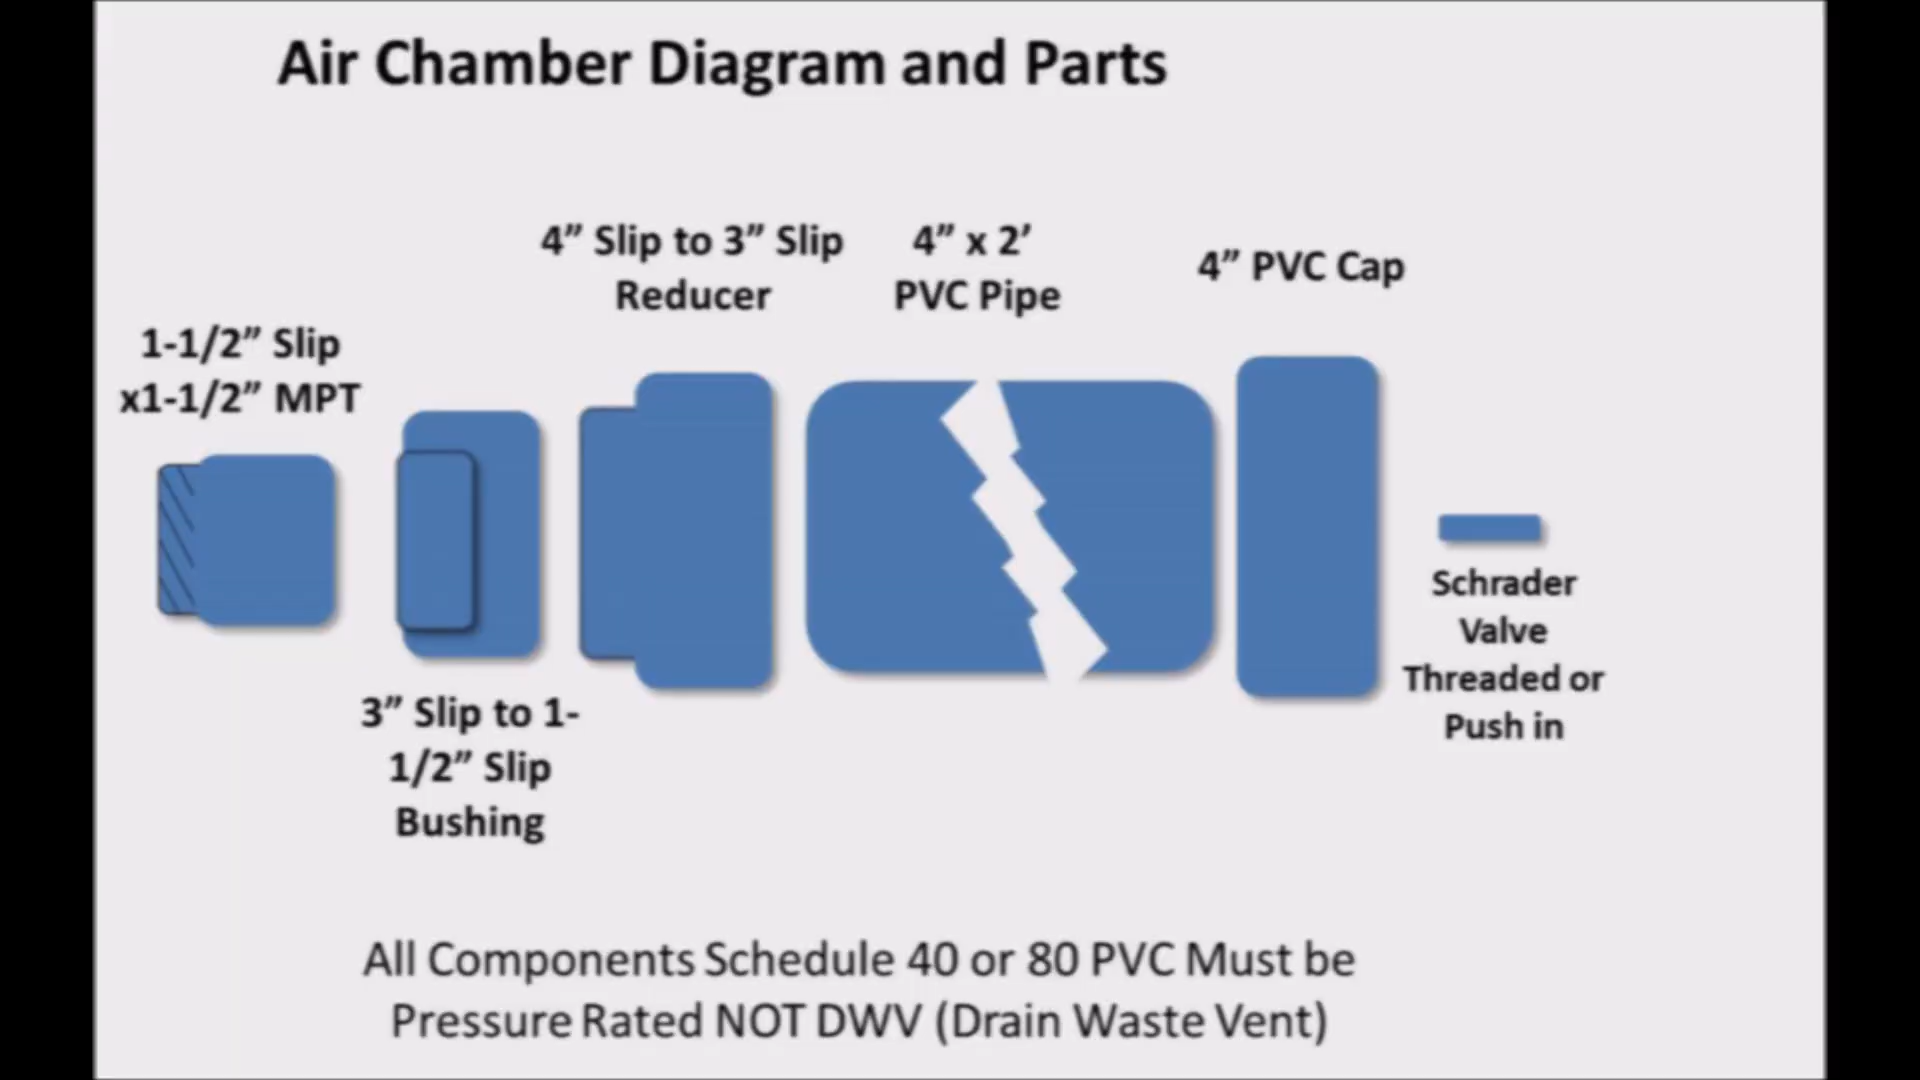 Air Chamber Diagram and Parts
4” Slip to 3” Slip
Reducer
4” x 2’
PVC Pipe
4” PVC Cap
1-1/2” Slip
x1-1/2” MPT
Schrader
Valve
Threaded or
Push in
3” Slip to 1-
1/2” Slip
Bushing
All Components Schedule 40 or 80 PVC Must be
Pressure Rated NOT DWV (Drain Waste Vent)